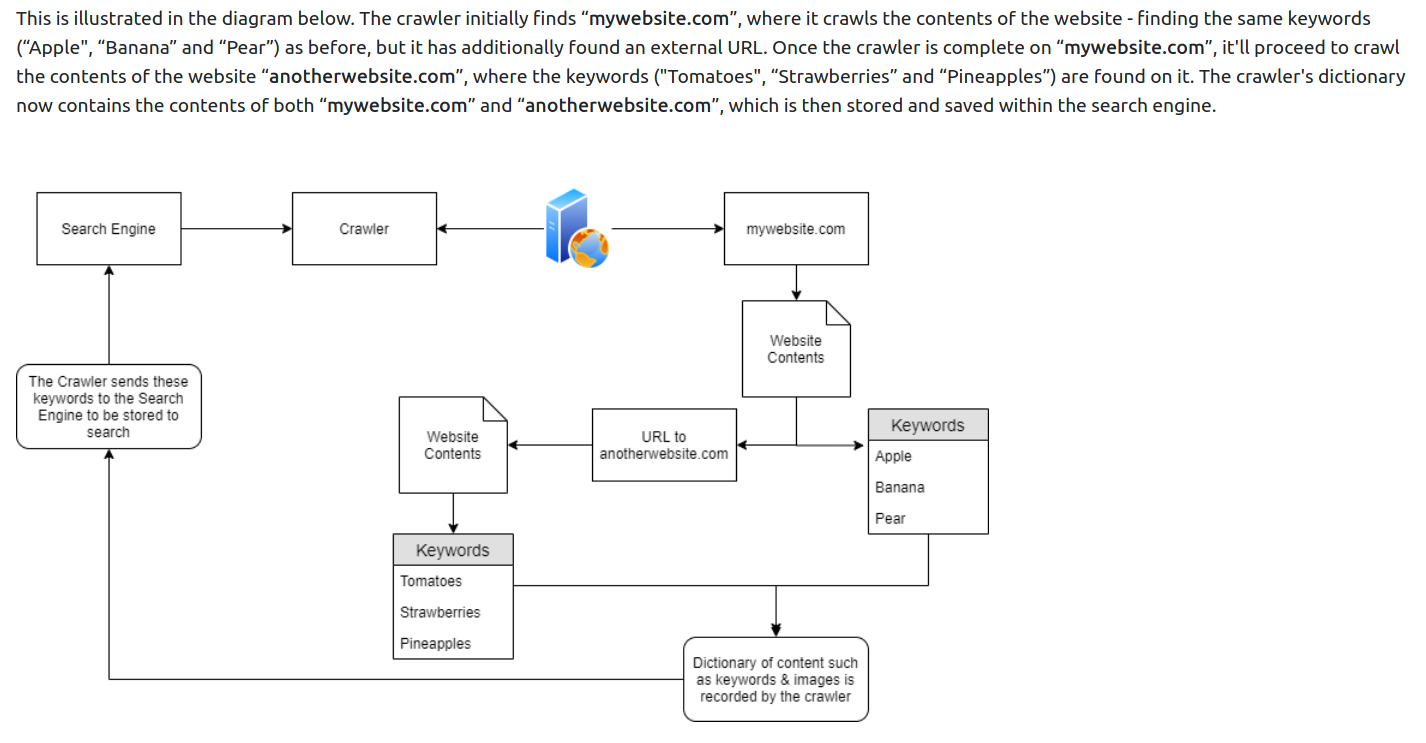 This is illustrated in the diagram below. The crawler initially finds “mywebsite.com”, where it crawls the contents of the website - finding the same keywords
(“Apple", “Banana” and “Pear”) as before, but it has additionally found an external URL. Once the crawler is complete on “mywebsite.com”, it'll proceed to crawl
the contents of the website “anotherwebsite.com”, where the keywords ("Tomatoes", “Strawberries” and “Pineapples”) are found on it. The crawler's dictionary
now contains the contents of both “mywebsite.com” and “anotherwebsite.com”, which is then stored and saved within the search engine.
Search Engine
Crawler
mywebsite.com
Website
Contents
The Crawler sends these
keywords to the Search
Engine to be stored to
search
Website
Contents
URL to
anotherwebsite.com
Keywords
Apple
Banana
Pear
Keywords
Tomatoes
Strawberries
Pineapples
Dictionary of content such
as keywords & images is
recorded by the crawler